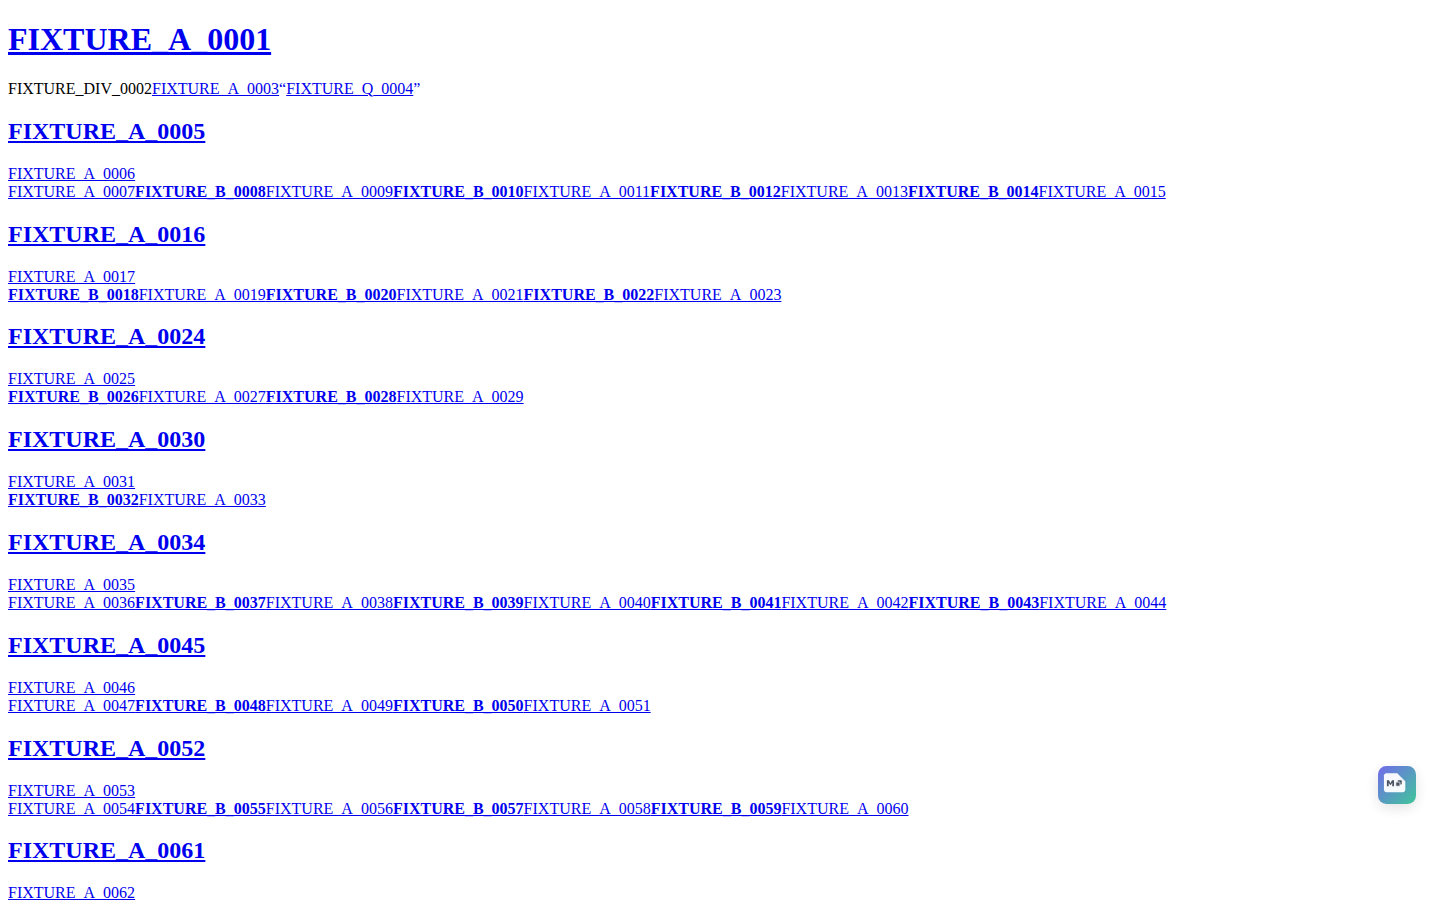 FIXTURE_A_0001
FIXTURE_DIV_0002FIXTURE_A_0003“FIXTURE_Q_0004”
FIXTURE_A_0005
FIXTURE_A_0006
FIXTURE_A_0007FIXTURE_B_0008FIXTURE_A_0009FIXTURE_B_0010FIXTURE_A_0011FIXTURE_B_0012FIXTURE_A_0013FIXTURE_B_0014FIXTURE_A_0015
FIXTURE_A_0016
FIXTURE_A_0017
FIXTURE_B_0018FIXTURE_A_0019FIXTURE_B_0020FIXTURE_A_0021FIXTURE_B_0022FIXTURE_A_0023
FIXTURE_A_0024
FIXTURE_A_0025
FIXTURE_B_0026FIXTURE_A_0027FIXTURE_B_0028FIXTURE_A_0029
FIXTURE_A_0030
FIXTURE_A_0031
FIXTURE_B_0032FIXTURE_A_0033
FIXTURE_A_0034
FIXTURE_A_0035
FIXTURE_A_0036FIXTURE_B_0037FIXTURE_A_0038FIXTURE_B_0039FIXTURE_A_0040FIXTURE_B_0041FIXTURE_A_0042FIXTURE_B_0043FIXTURE_A_0044
FIXTURE_A_0045
FIXTURE_A_0046
FIXTURE_A_0047FIXTURE_B_0048FIXTURE_A_0049FIXTURE_B_0050FIXTURE_A_0051
FIXTURE_A_0052
FIXTURE_A_0053
FIXTURE_A_0054FIXTURE_B_0055FIXTURE_A_0056FIXTURE_B_0057FIXTURE_A_0058FIXTURE_B_0059FIXTURE_A_0060
FIXTURE_A_0061
FIXTURE_A_0062